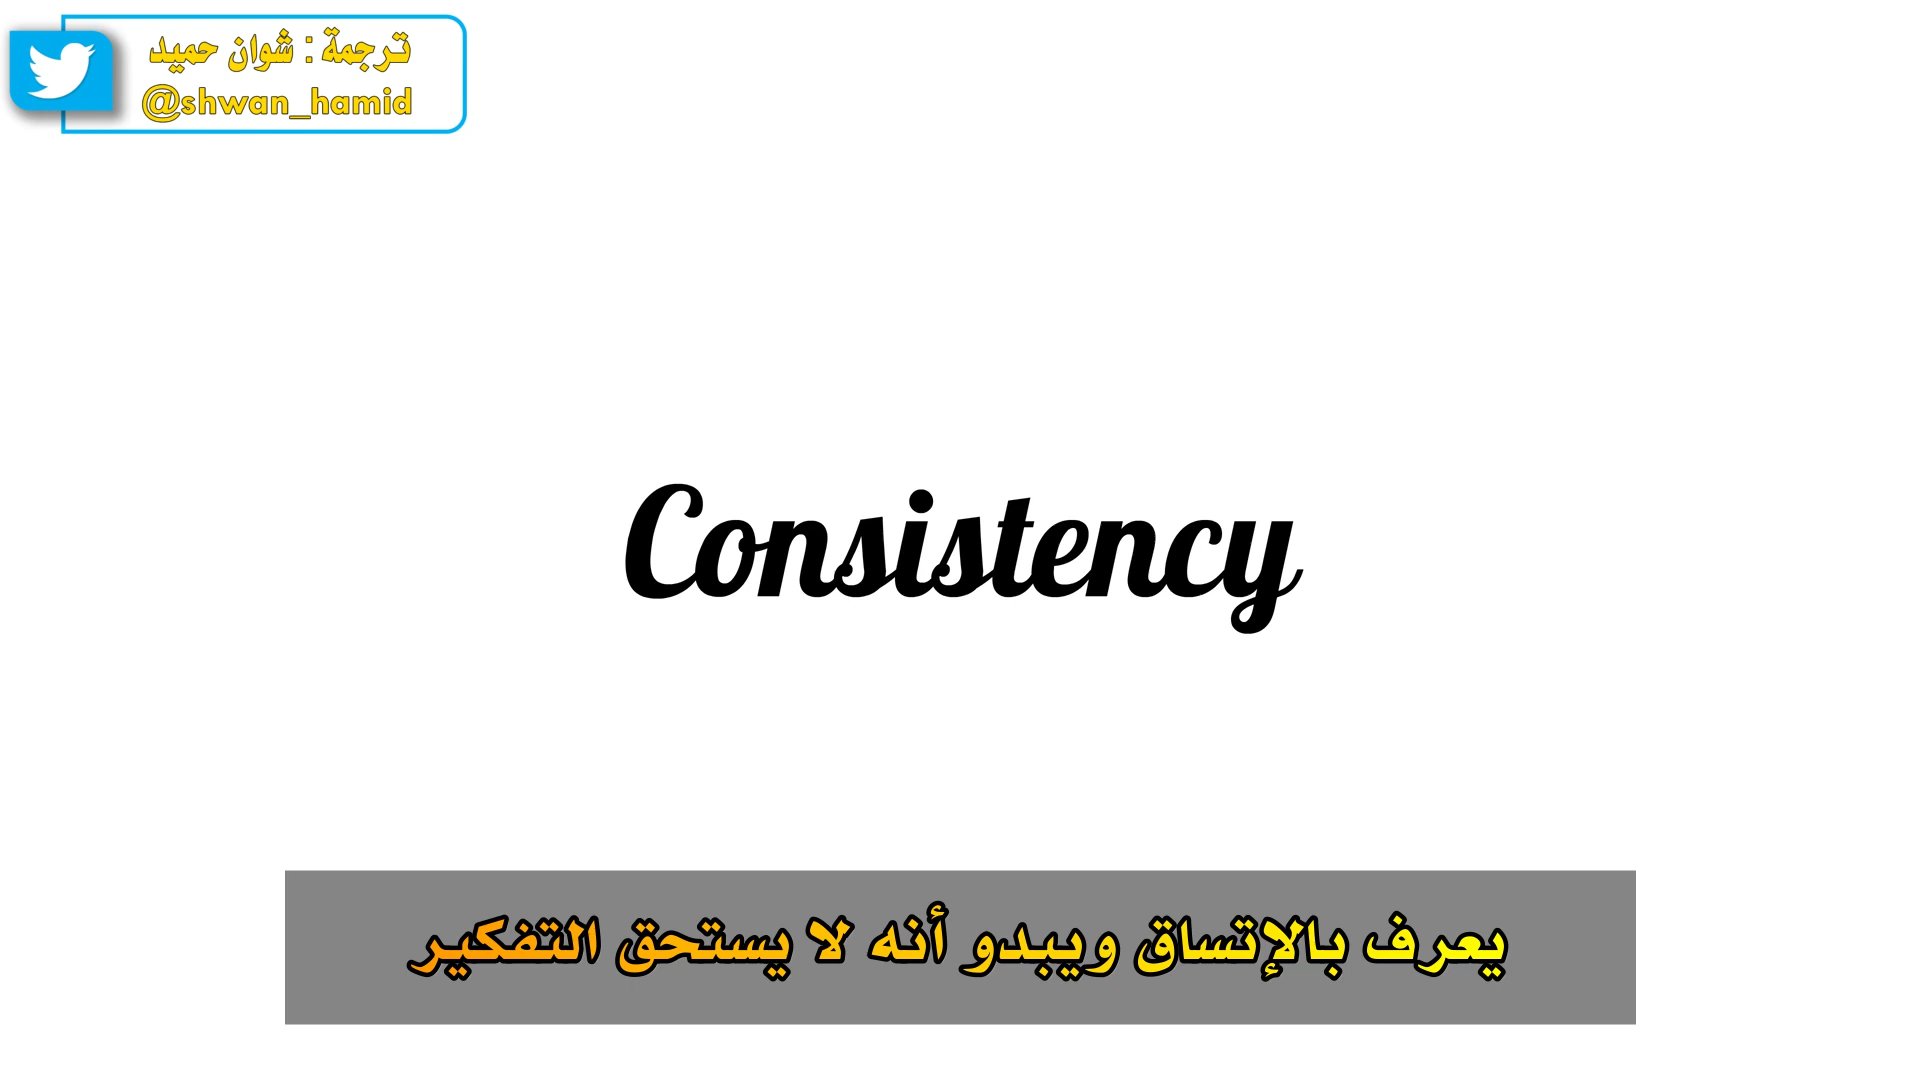 ترجمة : شوان حميد
@shwan_hamid
Consistency
يعرف بالإتساق ويبدو أنه لا يستحق التفكير